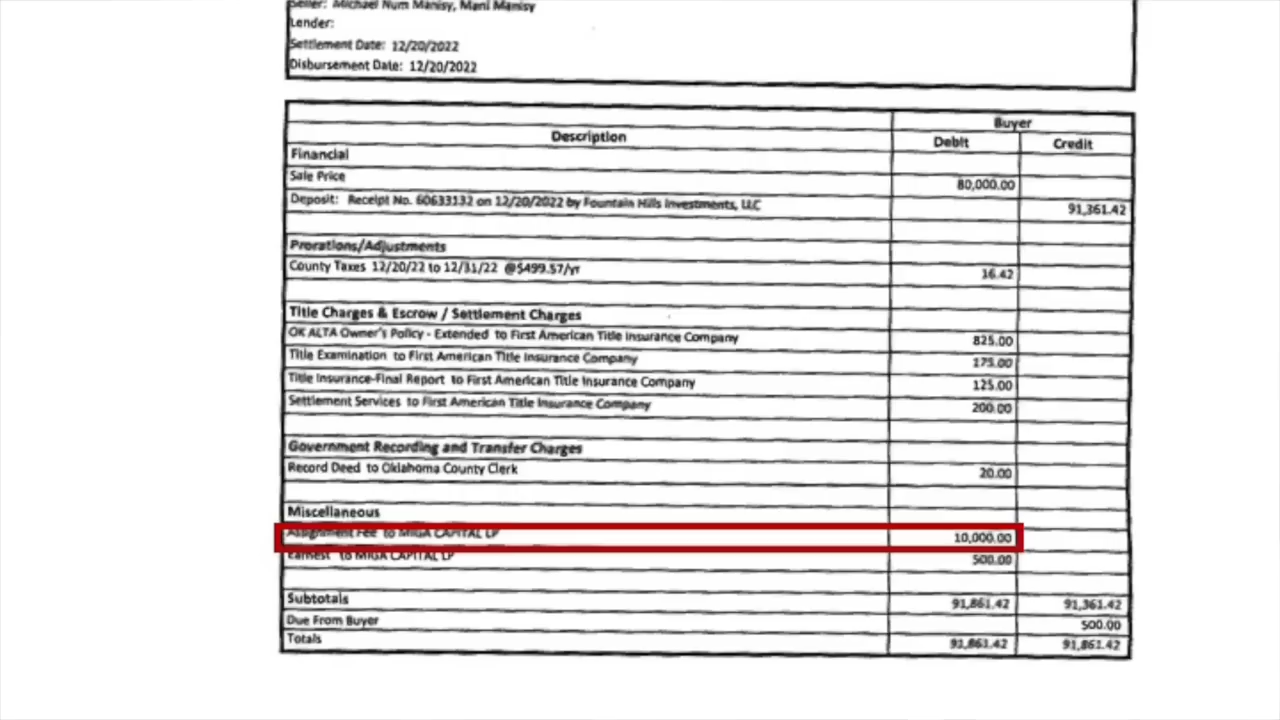 Seller: Michael Num Manisy, Mani Manisy
Lender:
Settlement Date: 12/20/2022
Disbursement Date: 12/20/2022
Buyer
Description Debit Credit
Financial
Sale Price 80,000.00
Deposit: Receipt No. 60633132 on 12/20/2022 by Fountain Hills Investments, LLC 91,361.42
Prorations/Adjustments
County Taxes 12/20/22 to 12/31/22 @$499.57/yr 16.42
Title Charges & Escrow / Settlement Charges
OK ALTA Owner's Policy - Extended to First American Title Insurance Company 825.00
Title Examination to First American Title Insurance Company 175.00
Title Insurance-Final Report to First American Title Insurance Company 125.00
Settlement Services to First American Title Insurance Company 200.00
Government Recording and Transfer Charges
Record Deed to Oklahoma County Clerk 20.00
Miscellaneous
Assignment Fee to MIGA CAPITAL LP 10,000.00
Earnest to MIGA CAPITAL LP 500.00
Subtotals 91,861.42 91,361.42
Due From Buyer 500.00
Totals 91,861.42 91,861.42